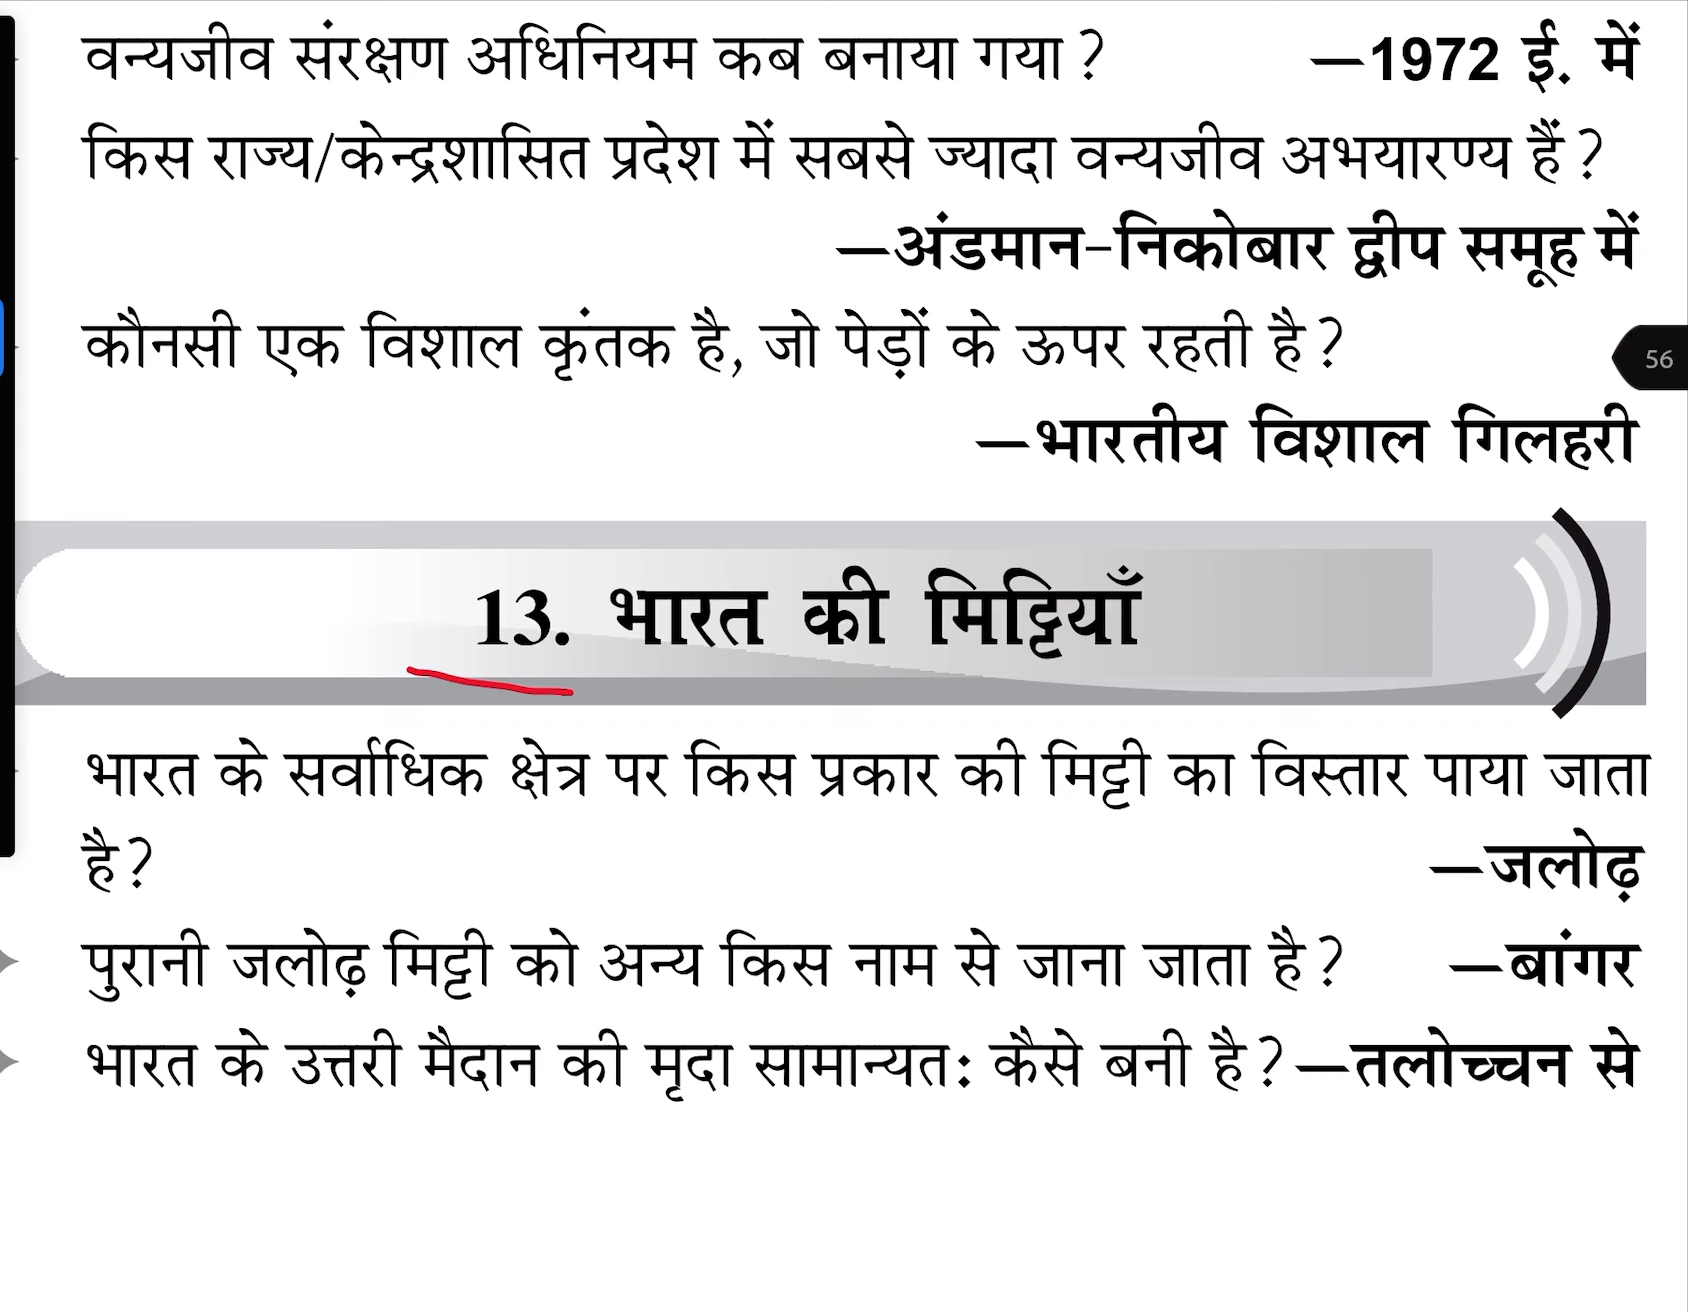 वन्यजीव संरक्षण अधिनियम कब बनाया गया? —1972 ई. में
किस राज्य/केन्द्रशासित प्रदेश में सबसे ज्यादा वन्यजीव अभयारण्य हैं?
—अंडमान-निकोबार द्वीप समूह में
कौनसी एक विशाल कृंतक है, जो पेड़ों के ऊपर रहती है?
56
—भारतीय विशाल गिलहरी
13. भारत की मिट्टियाँ
भारत के सर्वाधिक क्षेत्र पर किस प्रकार की मिट्टी का विस्तार पाया जाता
है? —जलोढ़
पुरानी जलोढ़ मिट्टी को अन्य किस नाम से जाना जाता है? —बांगर
भारत के उत्तरी मैदान की मृदा सामान्यतः कैसे बनी है?—तलोच्चन से